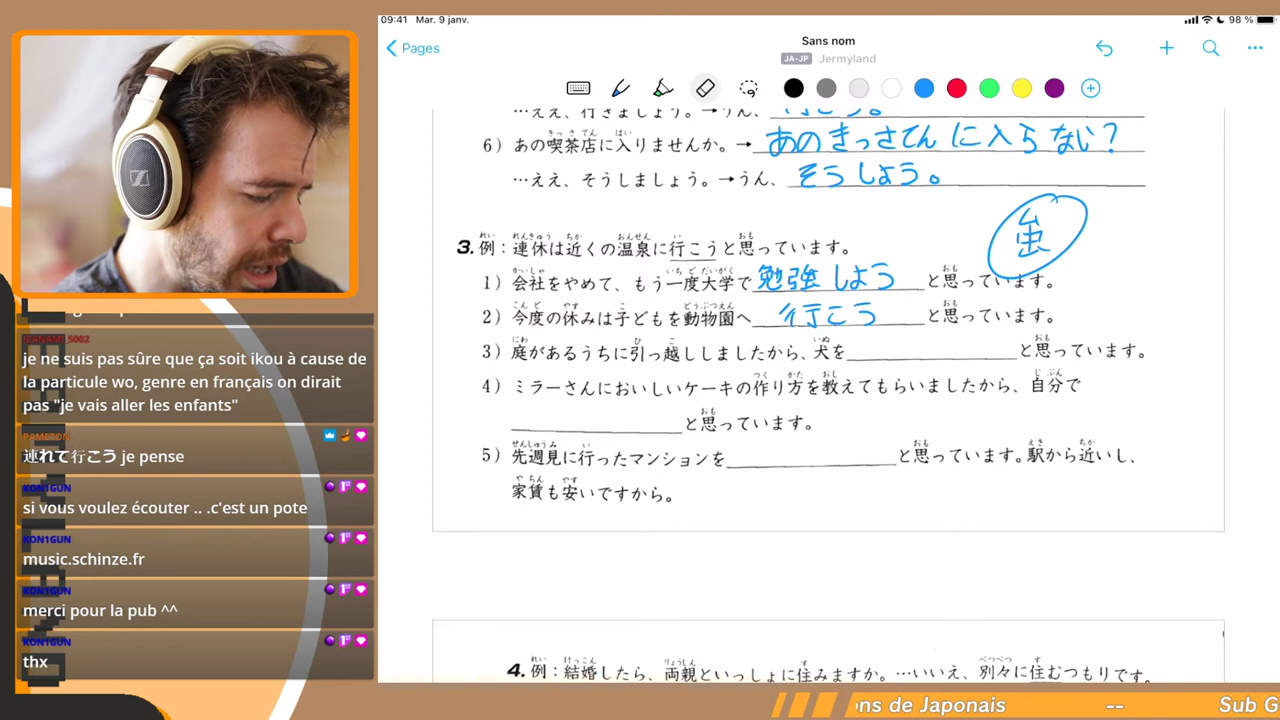 09:41 Mar. 9 janv.
98 %
Pages
Sans nom
JA-JP Jermyland
…ええ、行きましょう。→うん、行こう。
6) あの喫茶店に入りませんか。→ あのきっさてんに入らない？
…ええ、そうしましょう。→うん、そうしよう。
3. 例：連休は近くの温泉に行こうと思っています。
1) 会社をやめて、もう一度大学で 勉強しよう と思っています。
2) 今度の休みは子どもを動物園へ 行こう と思っています。
3) 庭があるうちに引っ越ししましたから、犬を と思っています。
4) ミラーさんにおいしいケーキの作り方を教えてもらいましたから、自分で
と思っています。
5) 先週見に行ったマンションを と思っています。駅から近いし、
家賃も安いですから。
4. 例：結婚したら、両親といっしょに住みますか。…いいえ、別々に住むつもりです。
IZANAMI_5002
je ne suis pas sûre que ça soit ikou à cause de
la particule wo, genre en français on dirait
pas "je vais aller les enfants"
PAMETON
連れて行こう je pense
KON1GUN
si vous voulez écouter .. .c'est un pote
KON1GUN
music.schinze.fr
KON1GUN
merci pour la pub ^^
KON1GUN
thx
ons de Japonais -- Sub G